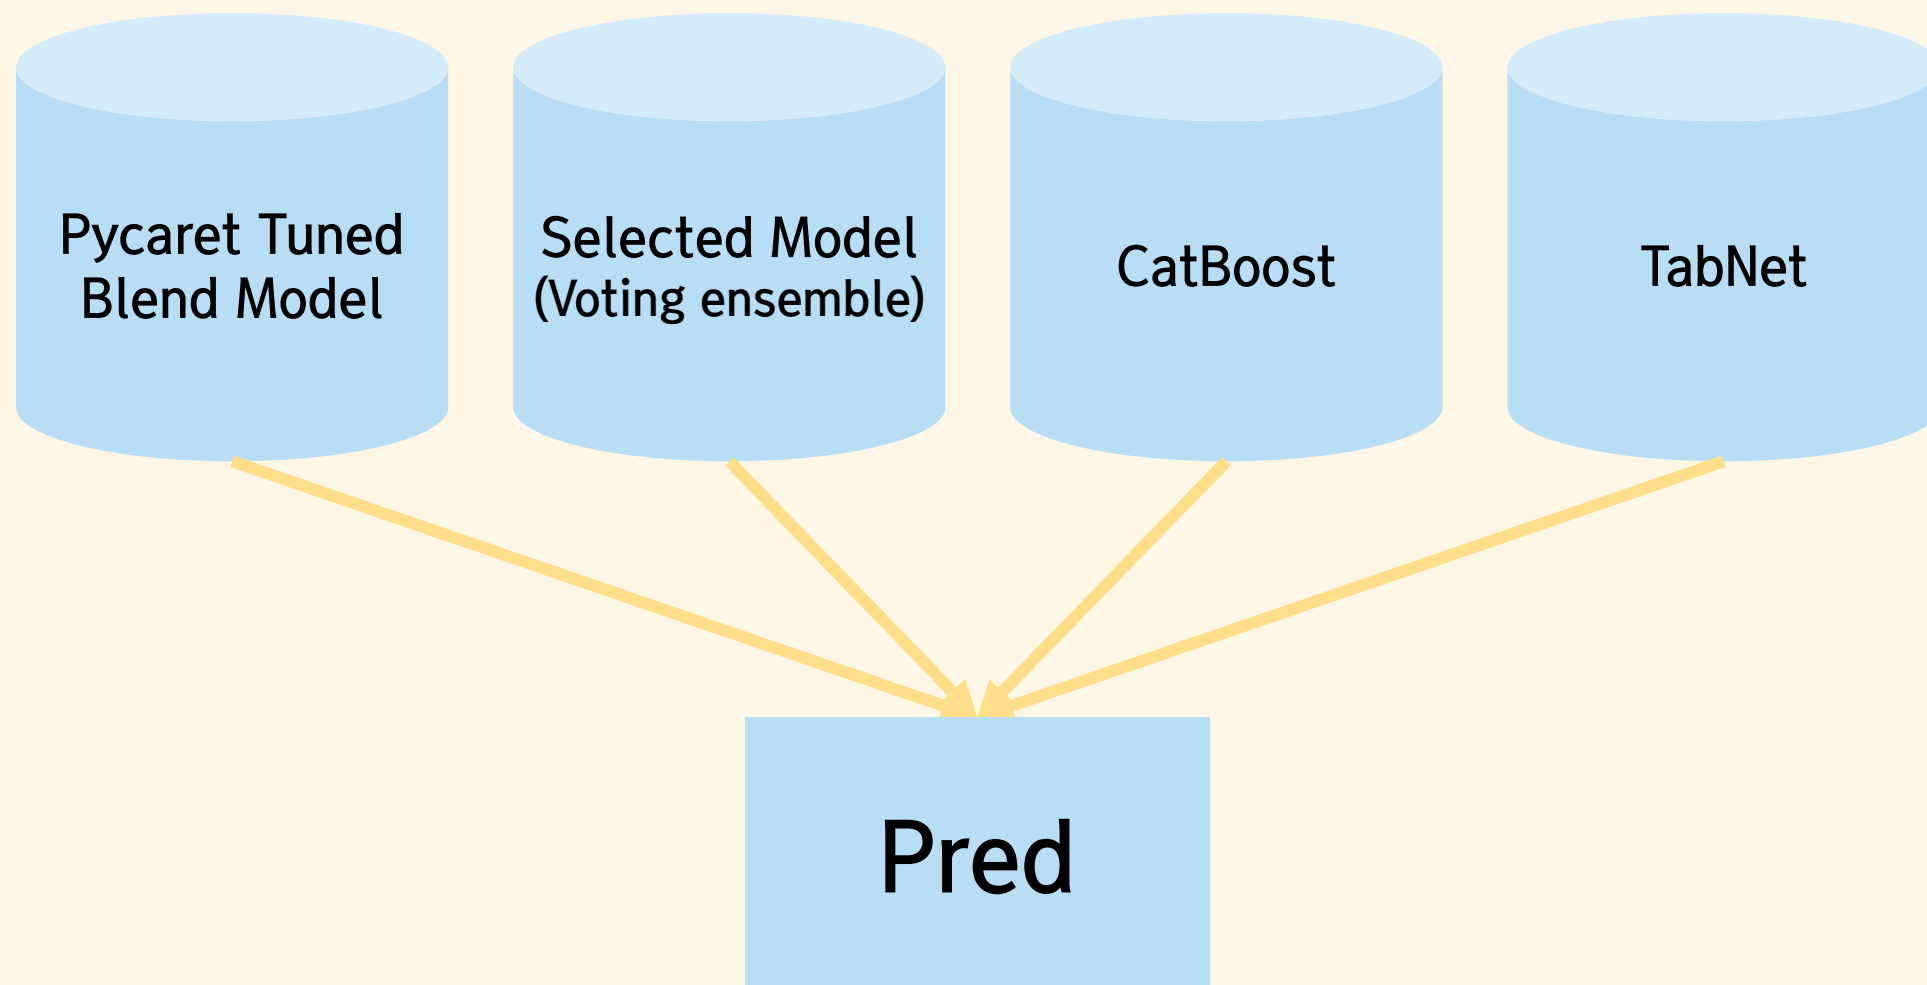 Pycaret Tuned
Blend Model
Selected Model
(Voting ensemble)
CatBoost
TabNet
Pred